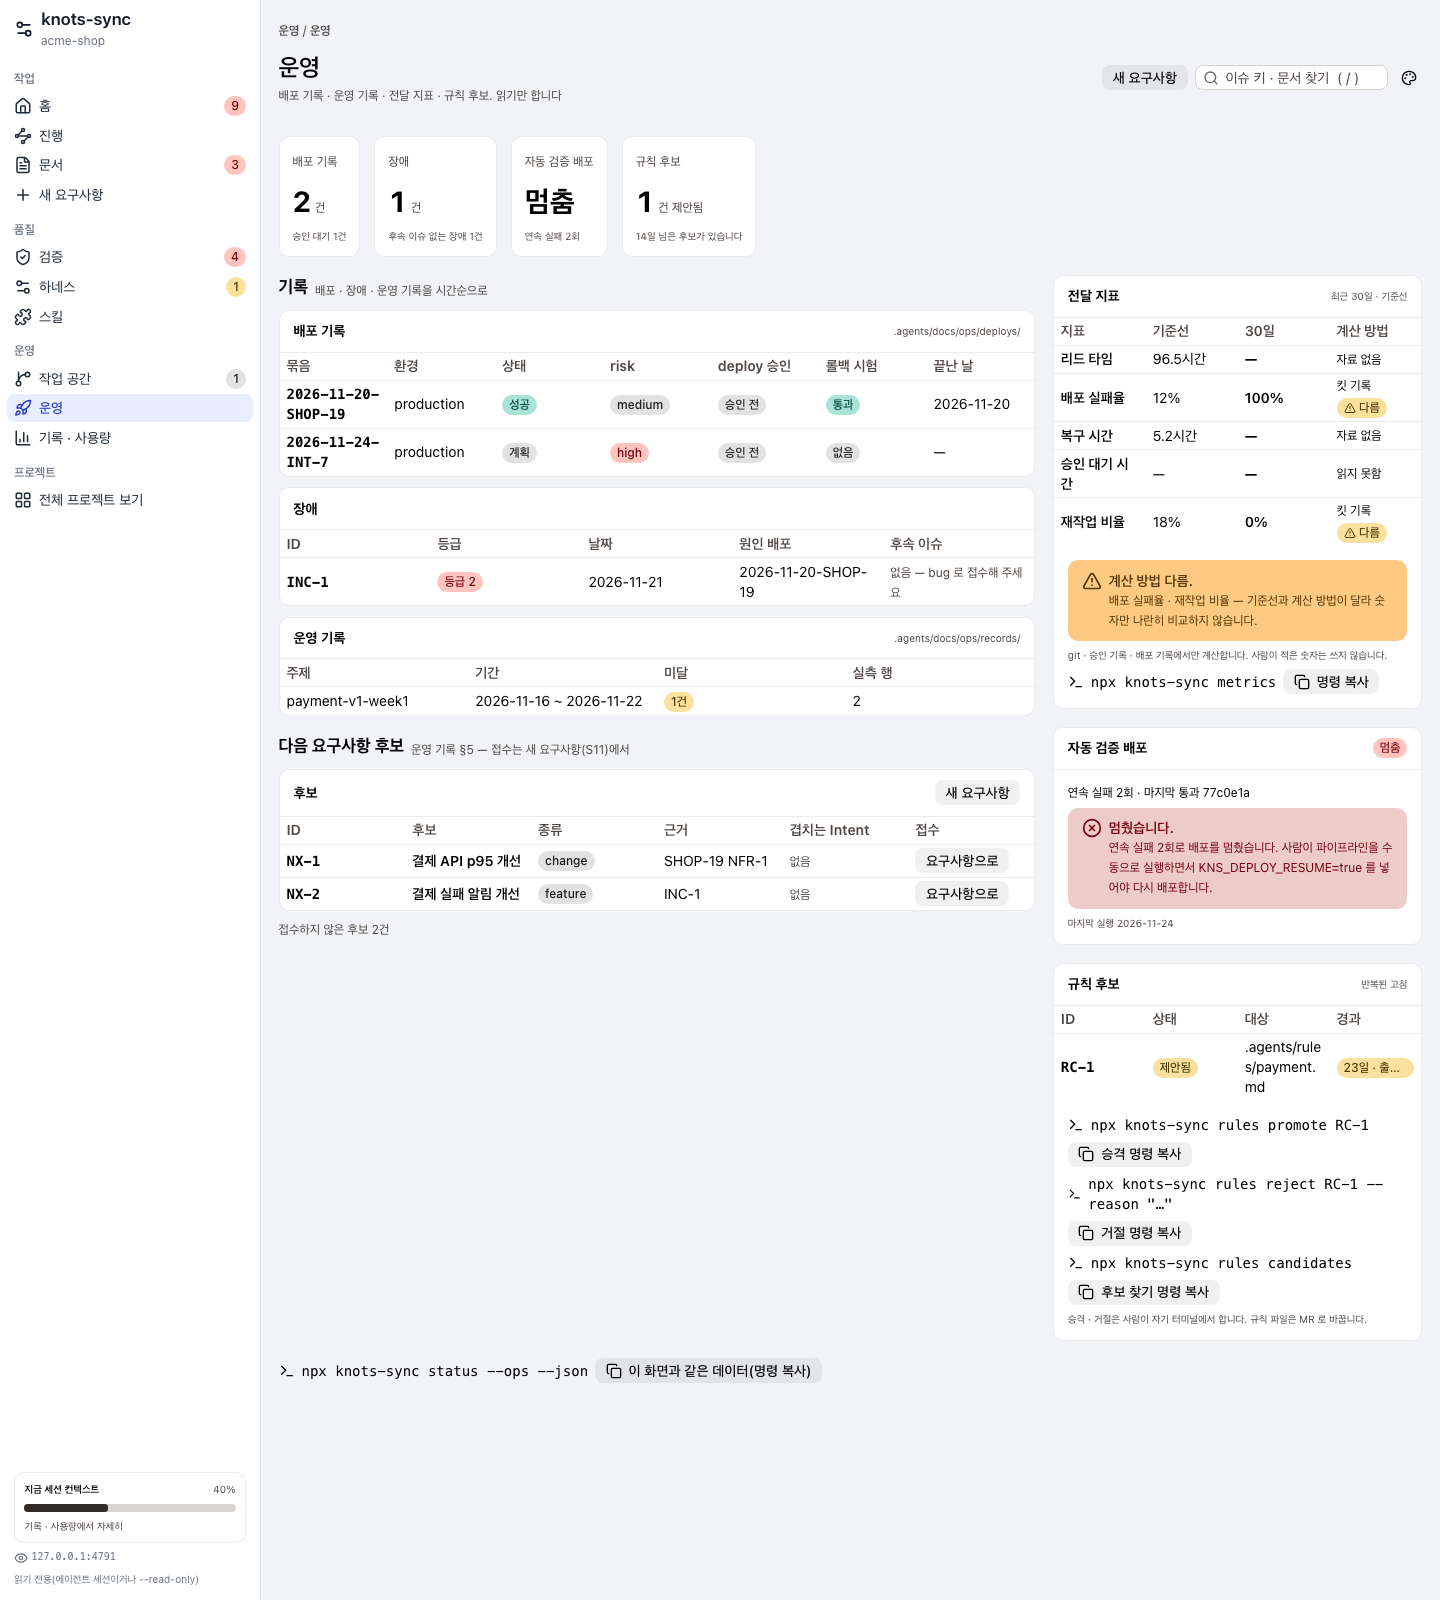 knots-sync
acme-shop
작업
홈 9
진행
문서 3
새 요구사항
품질
검증 4
하네스 1
스킬
운영
작업 공간 1
운영
기록 · 사용량
프로젝트
전체 프로젝트 보기
지금 세션 컨텍스트 40%
기록 · 사용량에서 자세히
127.0.0.1:4791
읽기 전용(에이전트 세션이거나 --read-only)
운영 / 운영
운영
배포 기록 · 운영 기록 · 전달 지표 · 규칙 후보. 읽기만 합니다
새 요구사항 이슈 키 · 문서 찾기 ( / )
배포 기록
2 건
승인 대기 1건
장애
1 건
후속 이슈 없는 장애 1건
자동 검증 배포
멈춤
연속 실패 2회
규칙 후보
1 건 제안됨
14일 넘은 후보가 있습니다
기록 배포 · 장애 · 운영 기록을 시간순으로
배포 기록 .agents/docs/ops/deploys/
묶음 환경 상태 risk deploy 승인 롤백 시험 끝난 날
2026-11-20-
SHOP-19 production 성공 medium 승인 전 통과 2026-11-20
2026-11-24-
INT-7 production 계획 high 승인 전 없음 —
장애
ID 등급 날짜 원인 배포 후속 이슈
INC-1 등급 2 2026-11-21 2026-11-20-SHOP-
19 없음 — bug 로 접수해 주세
요
운영 기록 .agents/docs/ops/records/
주제 기간 미달 실측 행
payment-v1-week1 2026-11-16 ~ 2026-11-22 1건 2
다음 요구사항 후보 운영 기록 §5 — 접수는 새 요구사항(S11)에서
후보 새 요구사항
ID 후보 종류 근거 겹치는 Intent 접수
NX-1 결제 API p95 개선 change SHOP-19 NFR-1 없음 요구사항으로
NX-2 결제 실패 알림 개선 feature INC-1 없음 요구사항으로
접수하지 않은 후보 2건
전달 지표 최근 30일 · 기준선
지표 기준선 30일 계산 방법
리드 타임 96.5시간 — 자료 없음
배포 실패율 12% 100% 킷 기록
다름
복구 시간 5.2시간 — 자료 없음
승인 대기 시
간 — — 읽지 못함
재작업 비율 18% 0% 킷 기록
다름
계산 방법 다름.
배포 실패율 · 재작업 비율 — 기준선과 계산 방법이 달라 숫
자만 나란히 비교하지 않습니다.
git · 승인 기록 · 배포 기록에서만 계산합니다. 사람이 적은 숫자는 쓰지 않습니다.
npx knots-sync metrics 명령 복사
자동 검증 배포 멈춤
연속 실패 2회 · 마지막 통과 77c0e1a
멈췄습니다.
연속 실패 2회로 배포를 멈췄습니다. 사람이 파이프라인을 수
동으로 실행하면서 KNS_DEPLOY_RESUME=true 를 넣
어야 다시 배포합니다.
마지막 실행 2026-11-24
규칙 후보 반복된 고침
ID 상태 대상 경과
RC-1 제안됨 .agents/rule
s/payment.
md 23일 · 출...
npx knots-sync rules promote RC-1
승격 명령 복사
npx knots-sync rules reject RC-1 --
reason "…"
거절 명령 복사
npx knots-sync rules candidates
후보 찾기 명령 복사
승격 · 거절은 사람이 자기 터미널에서 합니다. 규칙 파일은 MR 로 바꿉니다.
npx knots-sync status --ops --json 이 화면과 같은 데이터(명령 복사)